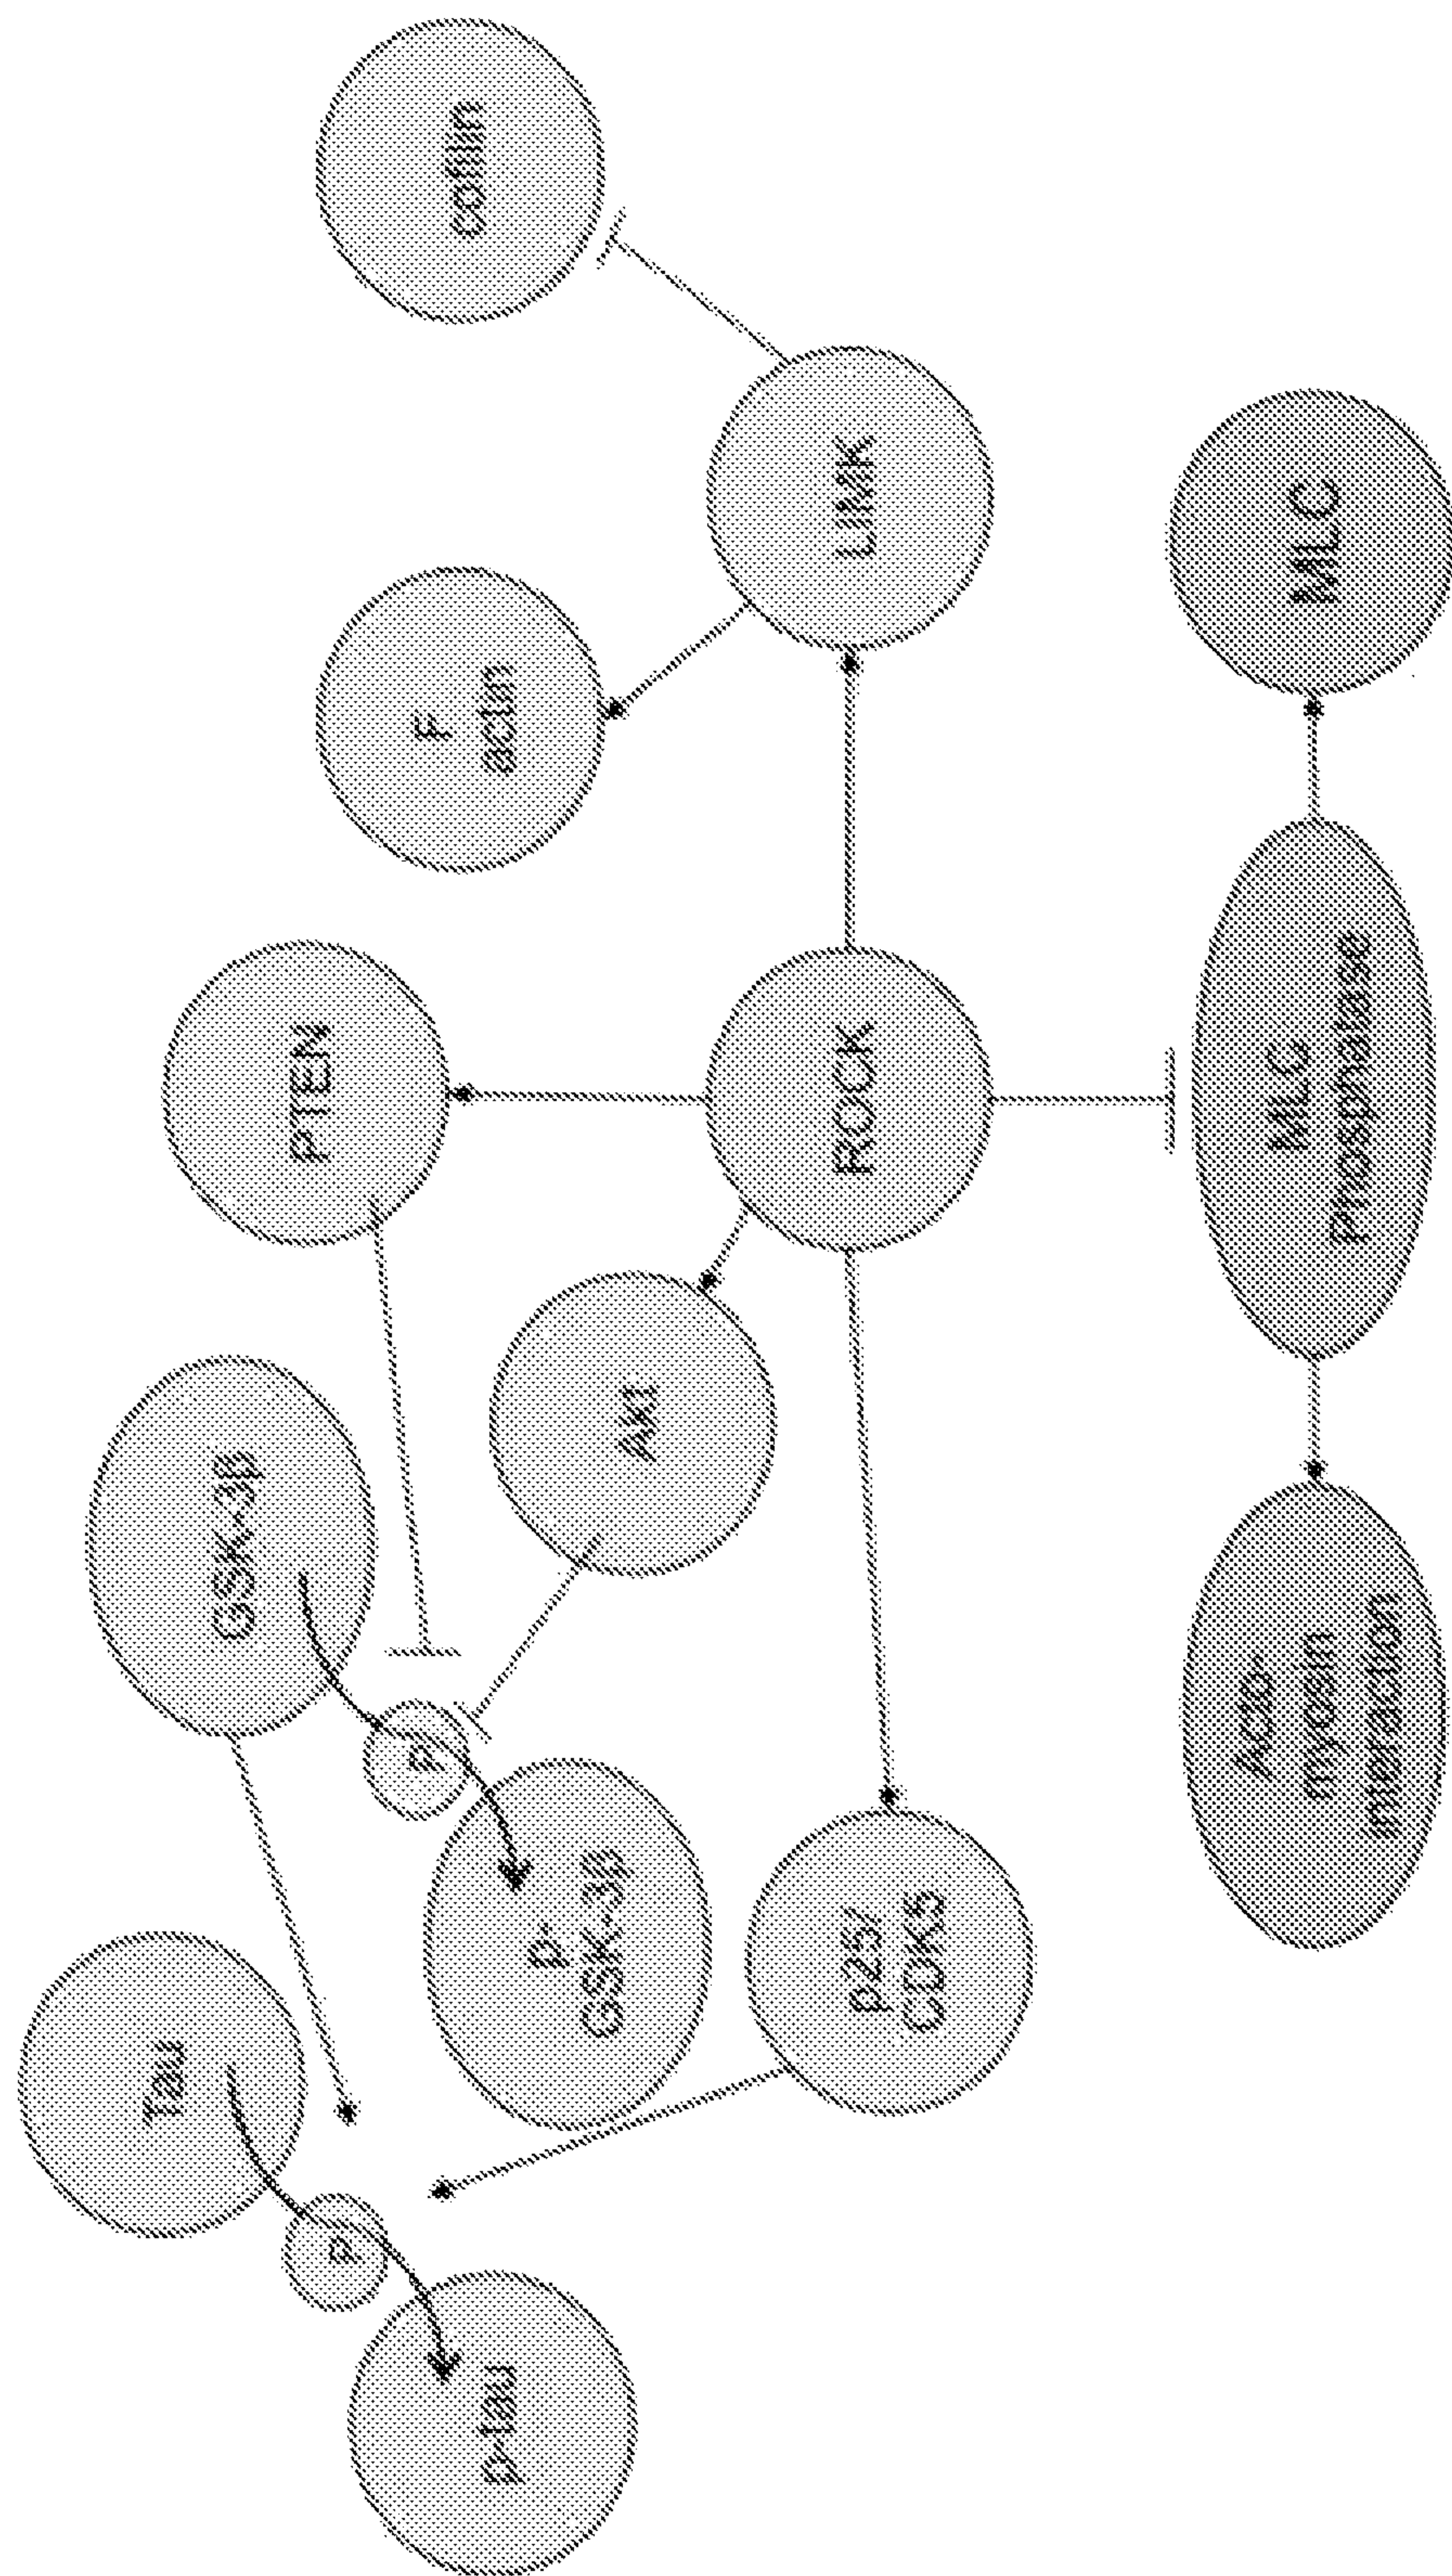 Tau
P
p-tau
GSK-3β
P
p-
GSK-3β
PTEN
Akt
F
actin
cofilin
p25/
CDK5
ROCK
LIMK
Acto-
myosin
interaction
MLC
Phosphatase
MLC